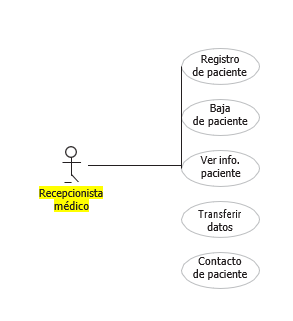 Registro
de paciente
Baja
de paciente
Ver info.
paciente
Recepcionista
médico
Transferir
datos
Contacto
de paciente